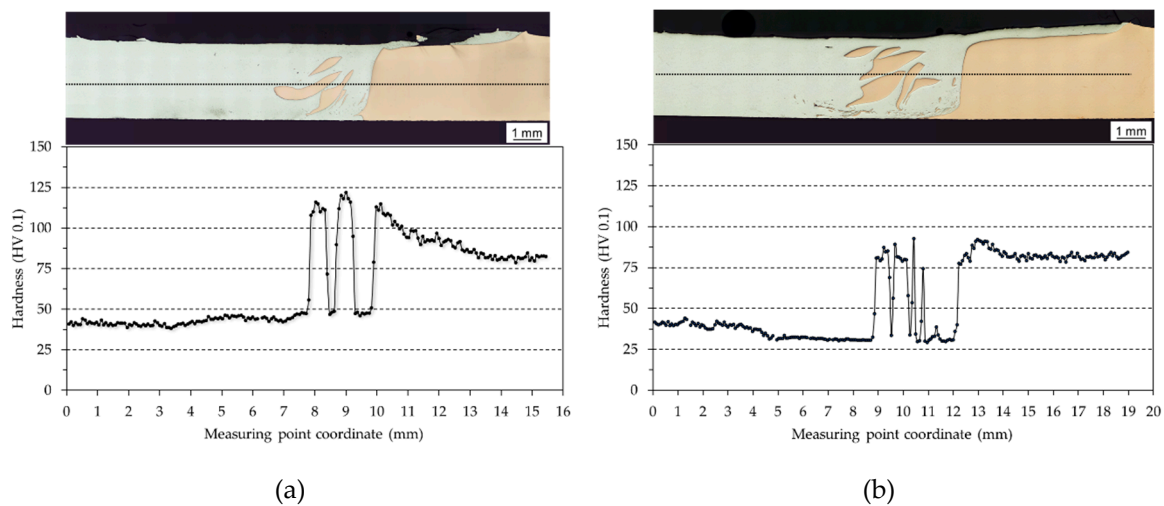 1 mm
1 mm
150
125
100
75
50
25
0
Hardness (HV 0.1)
0 1 2 3 4 5 6 7 8 9 10 11 12 13 14 15 16
Measuring point coordinate (mm)
(a)
150
125
100
75
50
25
0
Hardness (HV 0.1)
0 1 2 3 4 5 6 7 8 9 10 11 12 13 14 15 16 17 18 19 20
Measuring point coordinate (mm)
(b)